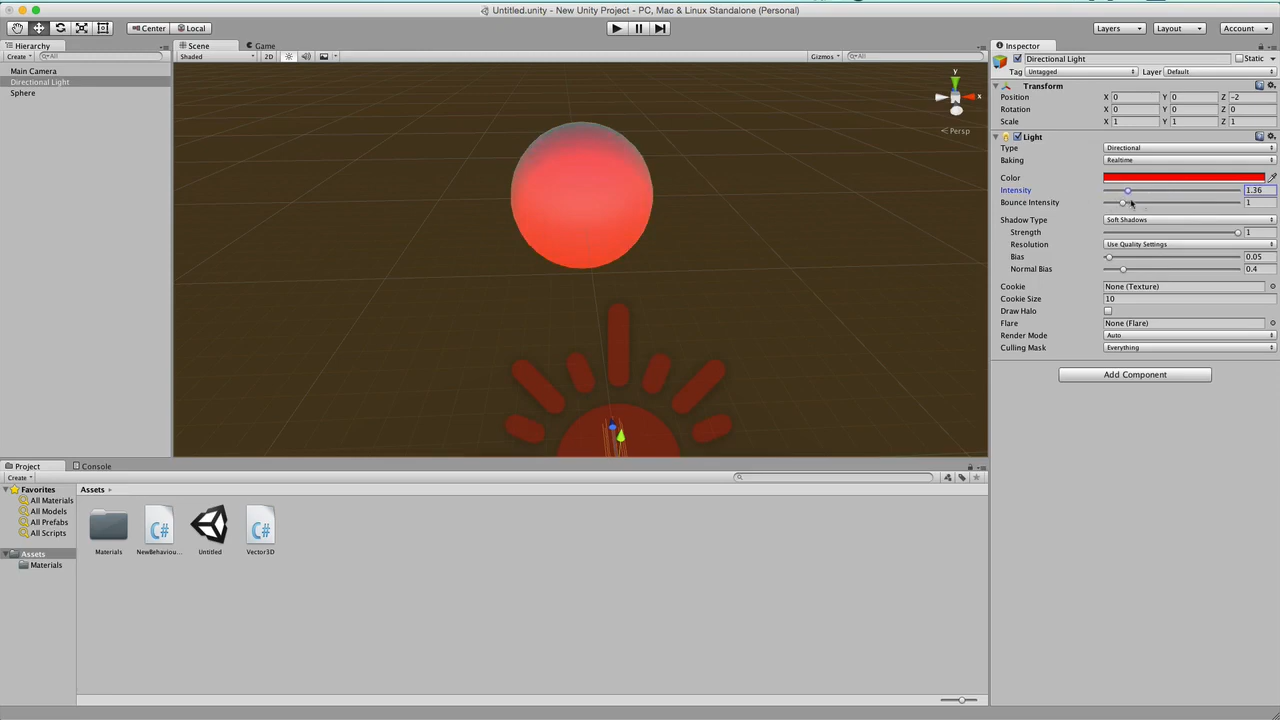 Untitled.unity - New Unity Project - PC, Mac & Linux Standalone (Personal)
Center Local Layers Layout Account
Hierarchy
Create All
Main Camera
Directional Light
Sphere
Scene Game
Shaded 2D Gizmos All
y
x
Persp
Inspector
Directional Light Static
Tag Untagged Layer Default
Transform
Position X 0 Y 0 Z -2
Rotation X 0 Y 0 Z 0
Scale X 1 Y 1 Z 1
Light
Type Directional
Baking Realtime
Color
Intensity 1.36
Bounce Intensity 1
Shadow Type Soft Shadows
Strength 1
Resolution Use Quality Settings
Bias 0.05
Normal Bias 0.4
Cookie None (Texture)
Cookie Size 10
Draw Halo
Flare None (Flare)
Render Mode Auto
Culling Mask Everything
Add Component
Project Console
Create
Favorites
All Materials
All Models
All Prefabs
All Scripts
Assets
Materials
Assets
Materials NewBehaviou... Untitled Vector3D
C# C#